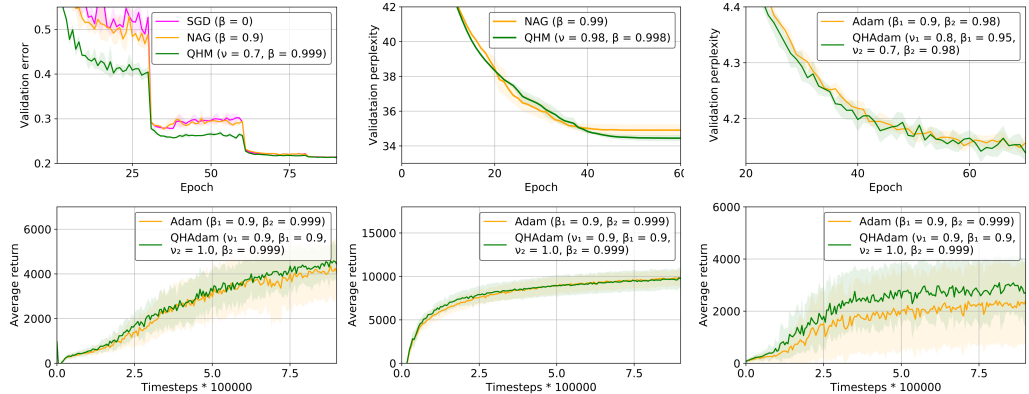 Validation error
0.5
0.4
0.3
0.2
25
50
75
Epoch
SGD (β = 0)
NAG (β = 0.9)
QHM (ν = 0.7, β = 0.999)
Validataion perplexity
42
40
38
36
34
0
20
40
60
Epoch
NAG (β = 0.99)
QHM (ν = 0.98, β = 0.998)
Validation perplexity
4.4
4.3
4.2
20
40
60
Epoch
Adam (β₁ = 0.9, β₂ = 0.98)
QHAdam (ν₁ = 0.8, β₁ = 0.95,
ν₂ = 0.7, β₂ = 0.98)
Average return
6000
4000
2000
0
0.0
2.5
5.0
7.5
Timesteps * 100000
Adam (β₁ = 0.9, β₂ = 0.999)
QHAdam (ν₁ = 0.9, β₁ = 0.9,
ν₂ = 1.0, β₂ = 0.999)
Average return
15000
10000
5000
0
0.0
2.5
5.0
7.5
Timesteps * 100000
Adam (β₁ = 0.9, β₂ = 0.999)
QHAdam (ν₁ = 0.9, β₁ = 0.9,
ν₂ = 1.0, β₂ = 0.999)
Average return
6000
4000
2000
0
0.0
2.5
5.0
7.5
Timesteps * 100000
Adam (β₁ = 0.9, β₂ = 0.999)
QHAdam (ν₁ = 0.9, β₁ = 0.9,
ν₂ = 1.0, β₂ = 0.999)